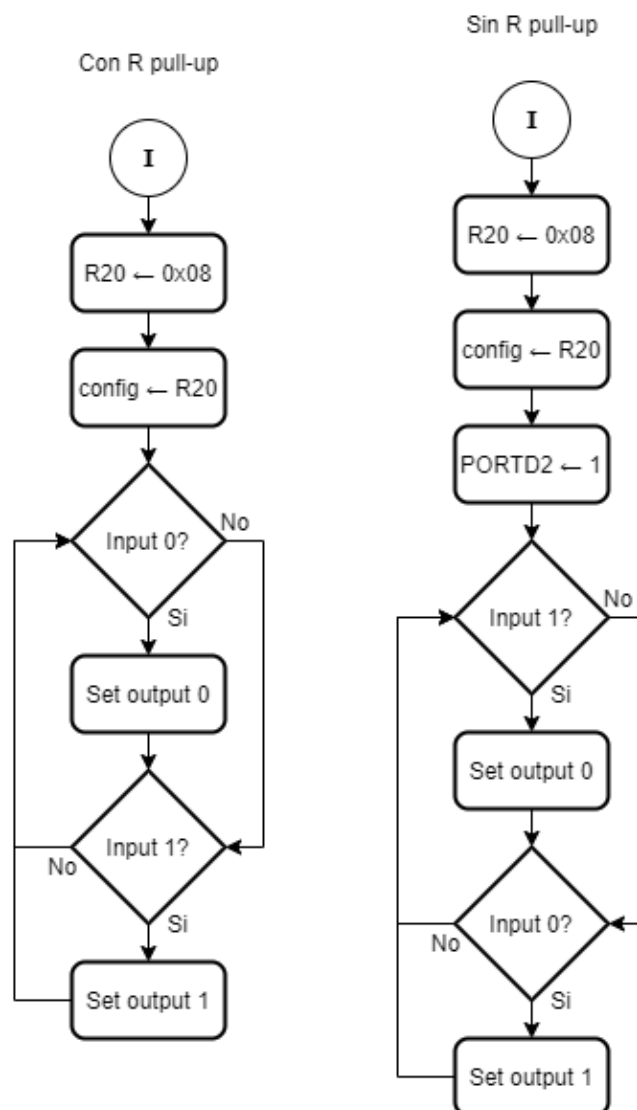 Con R pull-up
I
R20 ← 0x08
config ← R20
Input 0?
No
Si
Set output 0
Input 1?
No
Si
Set output 1
Sin R pull-up
I
R20 ← 0x08
config ← R20
PORTD2 ← 1
Input 1?
No
Si
Set output 0
Input 0?
No
Si
Set output 1